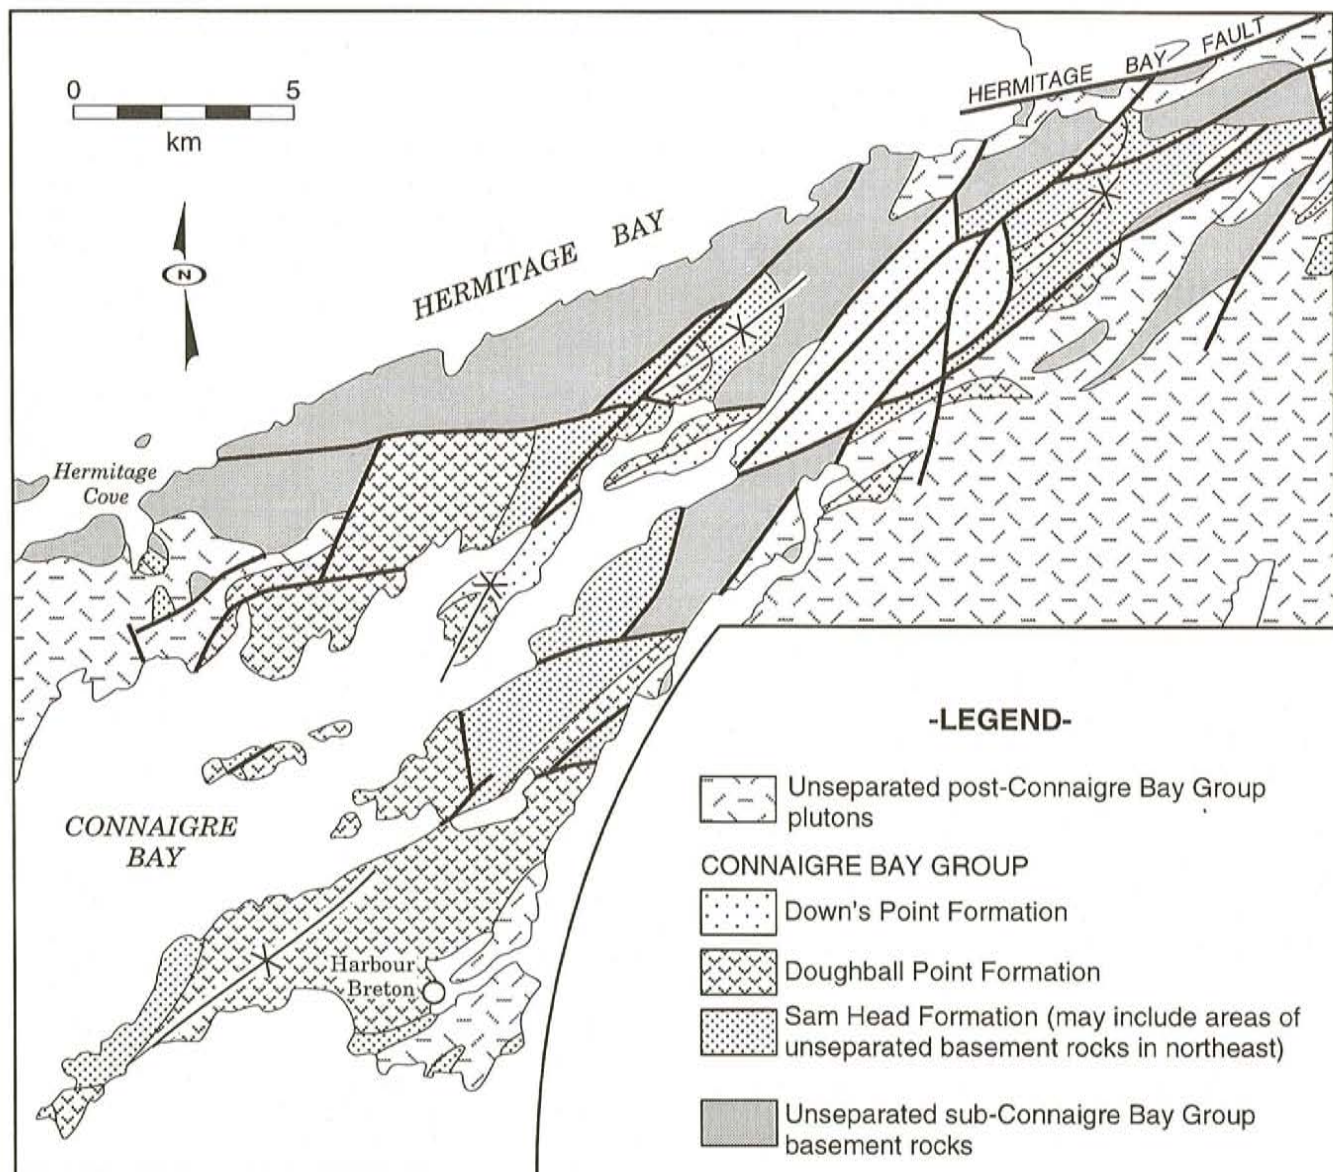 HERMITAGE BAY FAULT
0 5
km
N
HERMITAGE BAY
Hermitage
Cove
CONNAIGRE
BAY
Harbour
Breton
-LEGEND-
Unseparated post-Connaigre Bay Group
plutons
CONNAIGRE BAY GROUP
Down's Point Formation
Doughball Point Formation
Sam Head Formation (may include areas of
unseparated basement rocks in northeast)
Unseparated sub-Connaigre Bay Group
basement rocks